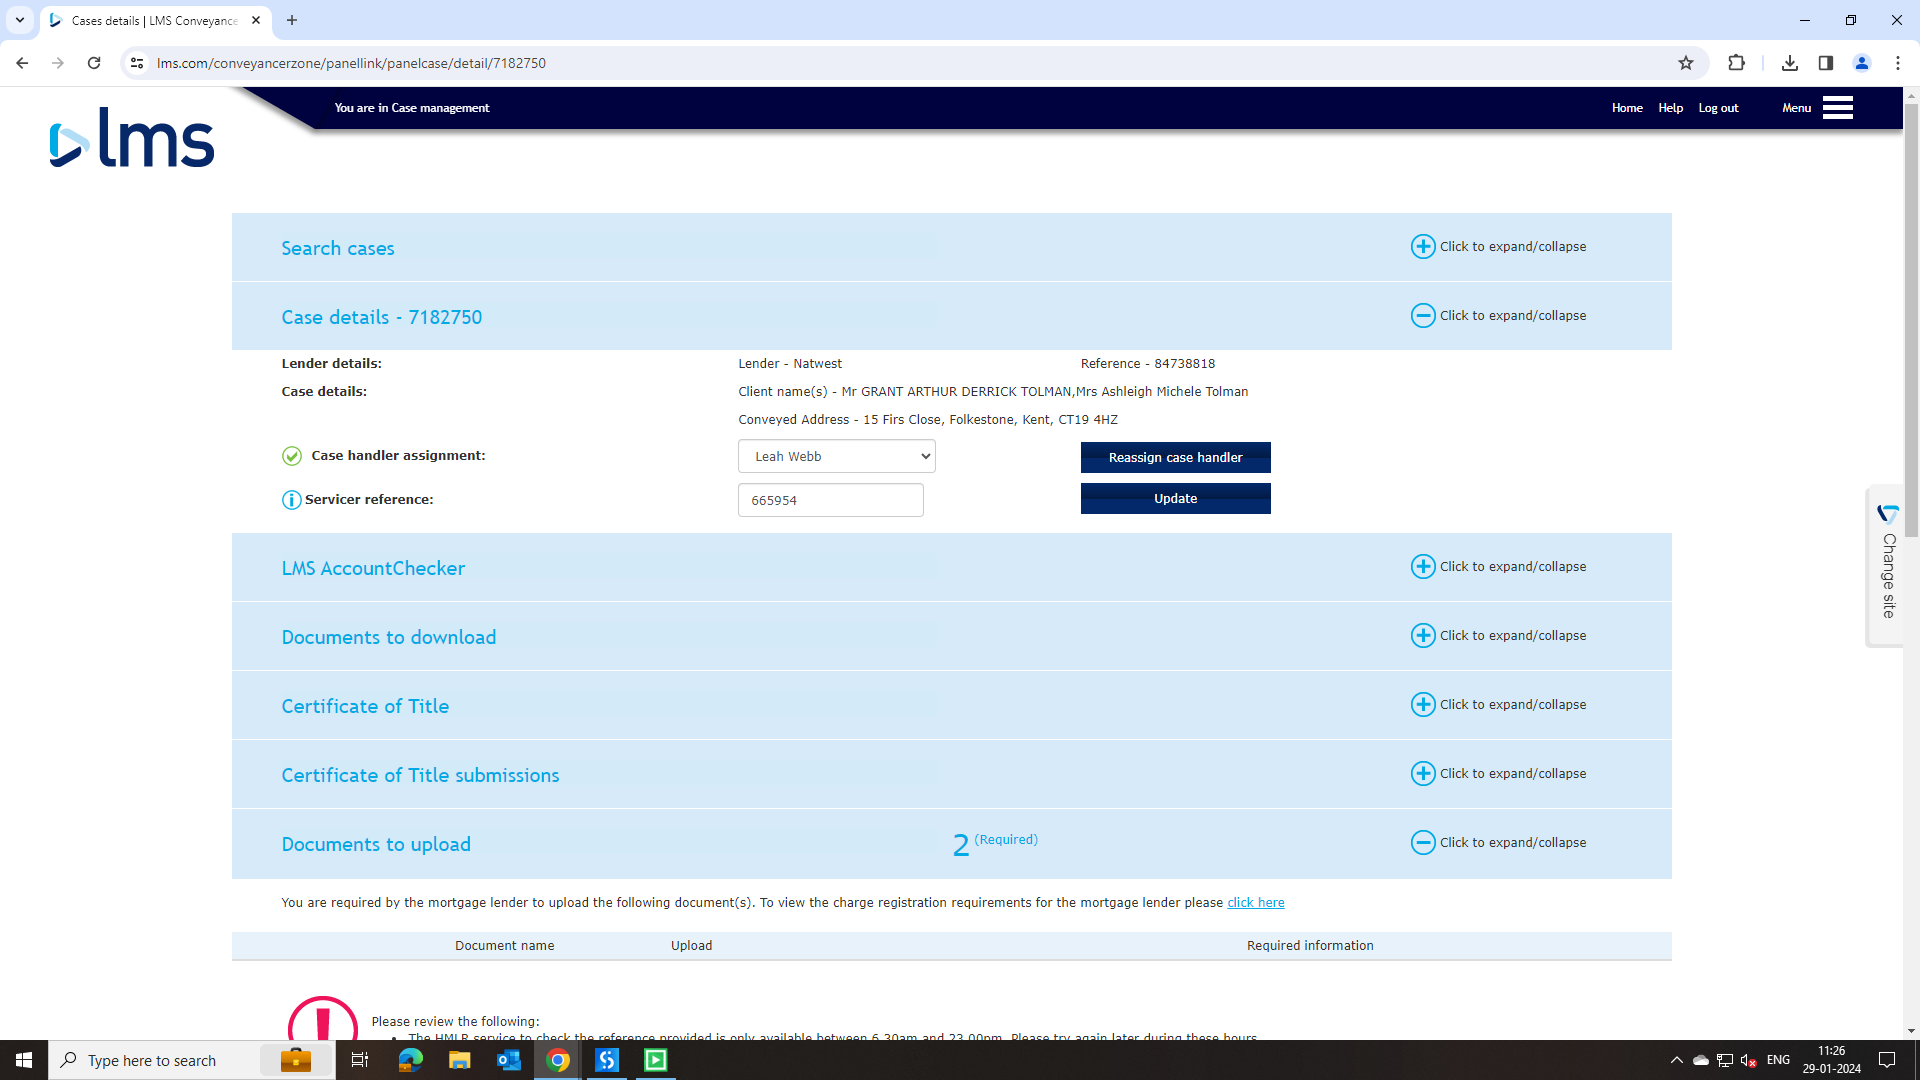 Cases details | LMS Conveyance
lms.com/conveyancerzone/panellink/panelcase/detail/7182750
You are in Case management
Home Help Log out Menu
lms
Search cases Click to expand/collapse
Case details - 7182750 Click to expand/collapse
Lender details: Lender - Natwest Reference - 84738818
Case details: Client name(s) - Mr GRANT ARTHUR DERRICK TOLMAN,Mrs Ashleigh Michele Tolman
Conveyed Address - 15 Firs Close, Folkestone, Kent, CT19 4HZ
Case handler assignment: Leah Webb Reassign case handler
Servicer reference: 665954 Update
Change site
LMS AccountChecker Click to expand/collapse
Documents to download Click to expand/collapse
Certificate of Title Click to expand/collapse
Certificate of Title submissions Click to expand/collapse
Documents to upload 2 (Required) Click to expand/collapse
You are required by the mortgage lender to upload the following document(s). To view the charge registration requirements for the mortgage lender please click here
Document name Upload Required information
Please review the following:
The HMLR service to check the reference provided is only available between 6.30am and 23.00pm. Please try again later during these hours
Type here to search
ENG
11:26
29-01-2024